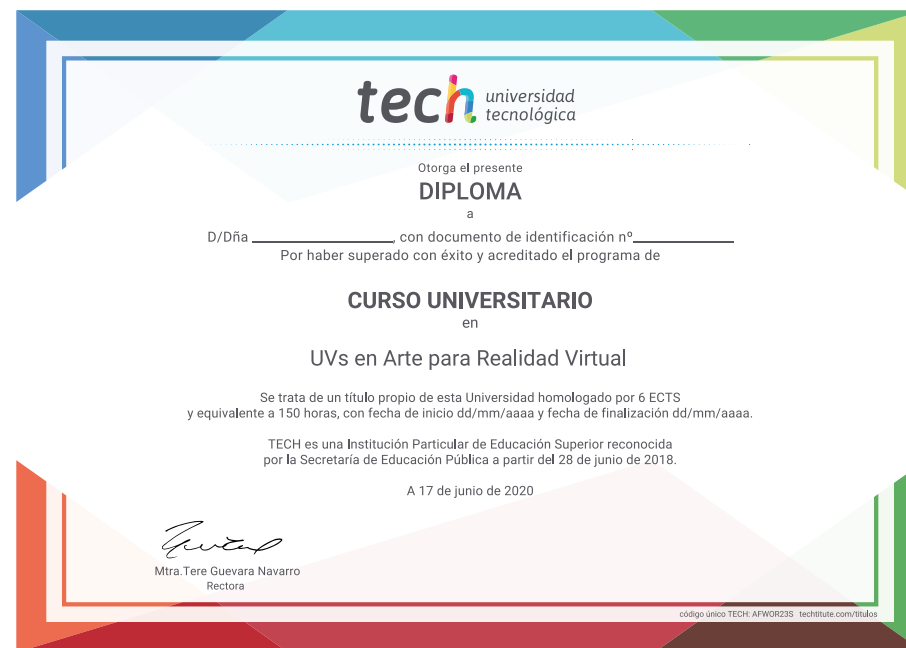 tech universidad
tecnológica
Otorga el presente
DIPLOMA
a
D/Dña ____________________, con documento de identificación nº______________
Por haber superado con éxito y acreditado el programa de
CURSO UNIVERSITARIO
en
UVs en Arte para Realidad Virtual
Se trata de un título propio de esta Universidad homologado por 6 ECTS
y equivalente a 150 horas, con fecha de inicio dd/mm/aaaa y fecha de finalización dd/mm/aaaa.
TECH es una Institución Particular de Educación Superior reconocida
por la Secretaría de Educación Pública a partir del 28 de junio de 2018.
A 17 de junio de 2020
Mtra.Tere Guevara Navarro
Rectora
código único TECH: AFWOR23S techtitute.com/titulos